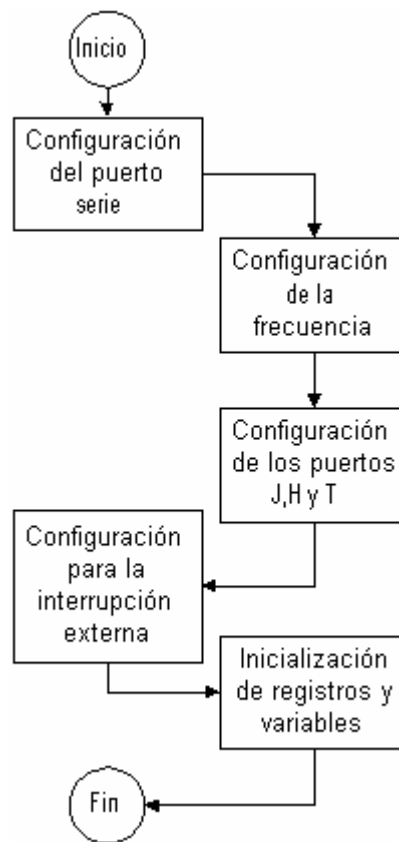 Inicio
Configuración
del puerto
serie
Configuración
de la
frecuencia
Configuración
de los puertos
J,H y T
Configuración
para la
interrupción
externa
Inicialización
de registros y
variables
Fin